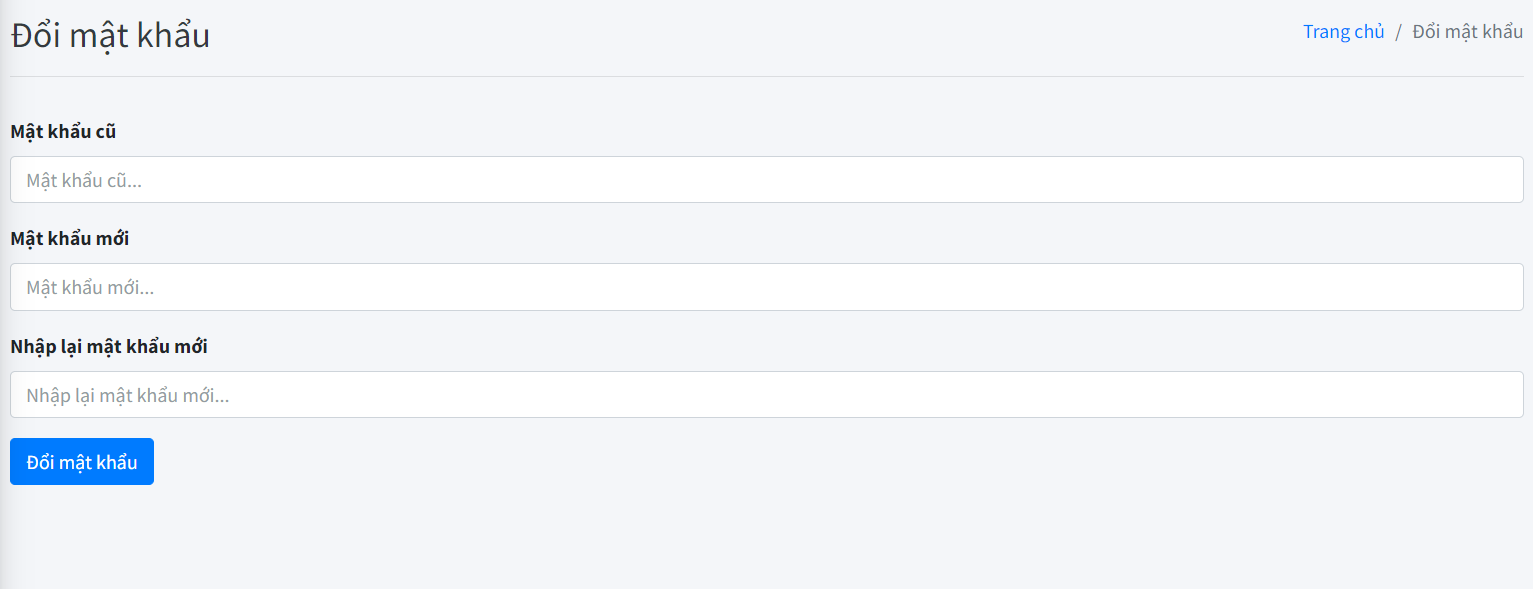 Đổi mật khẩu
Trang chủ / Đổi mật khẩu
Mật khẩu cũ
Mật khẩu cũ...
Mật khẩu mới
Mật khẩu mới...
Nhập lại mật khẩu mới
Nhập lại mật khẩu mới...
Đổi mật khẩu